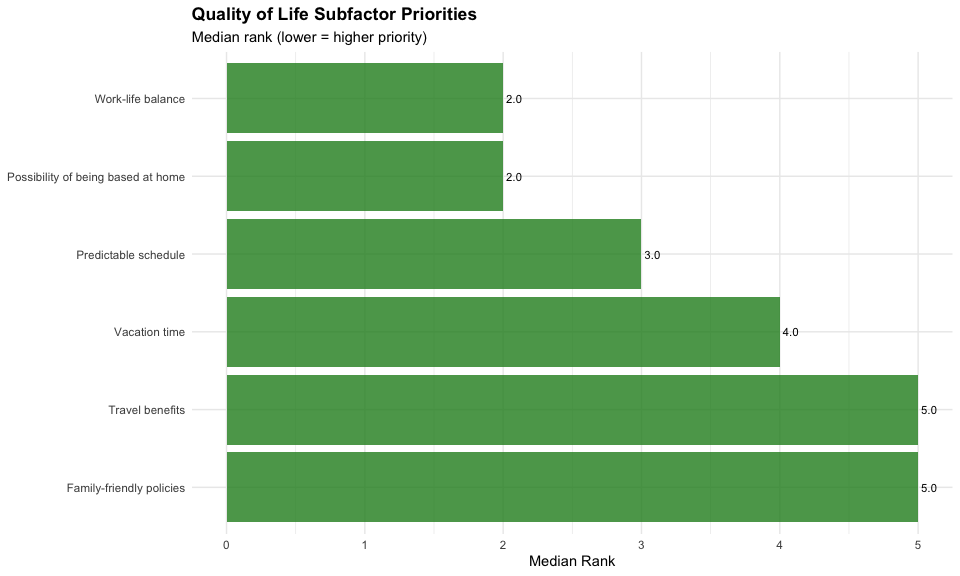 Quality of Life Subfactor Priorities
Median rank (lower = higher priority)
Work-life balance
2.0
Possibility of being based at home
2.0
Predictable schedule
3.0
Vacation time
4.0
Travel benefits
5.0
Family-friendly policies
5.0
0 1 2 3 4 5
Median Rank